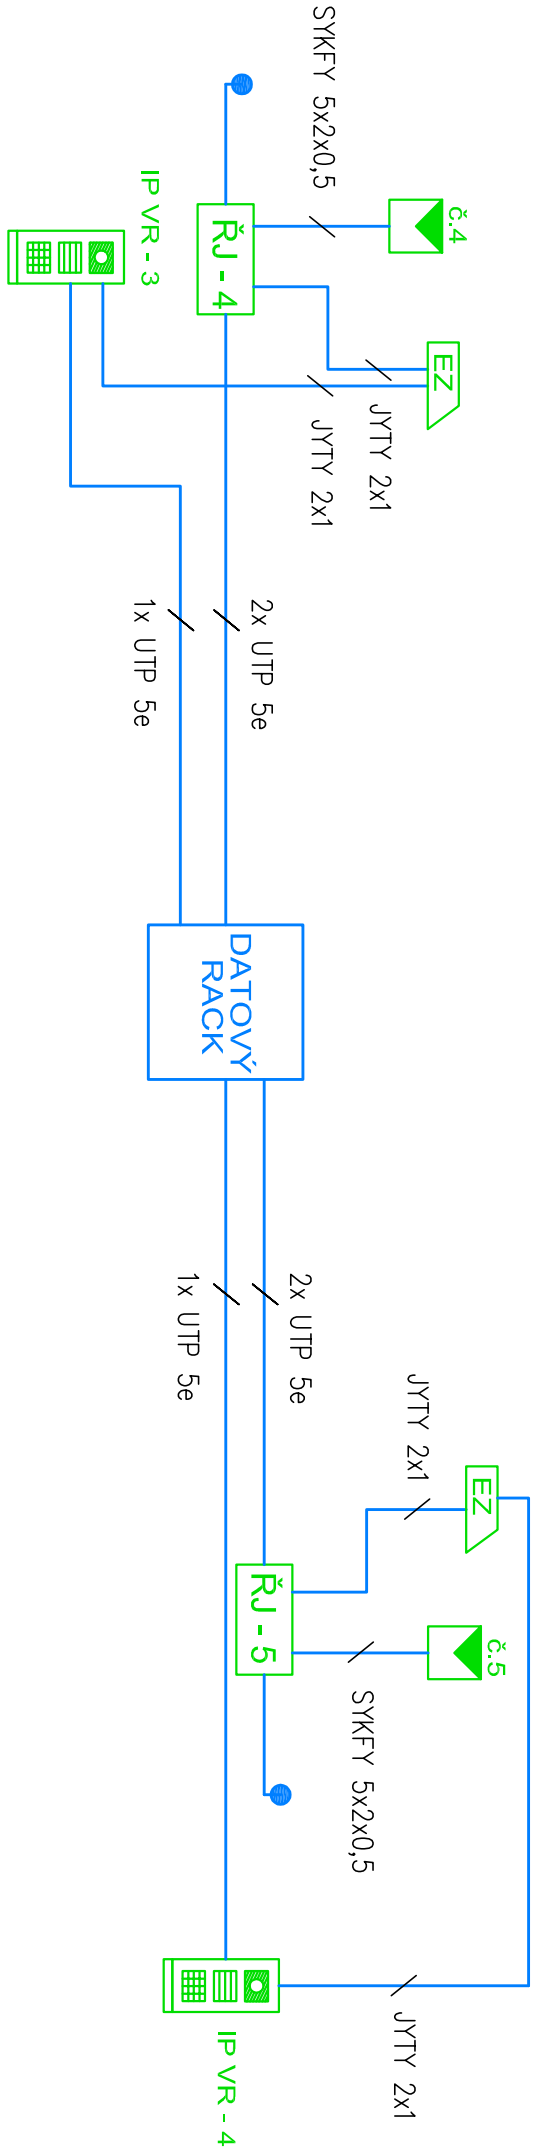 SYKFY 5x2x0,5
č.4
IP VR - 3
ŘJ - 4
EZ
JYTY 2x1
JYTY 2x1
2x UTP 5e
1x UTP 5e
DATOVÝ
RACK
2x UTP 5e
1x UTP 5e
JYTY 2x1
EZ
ŘJ - 5
č.5
SYKFY 5x2x0,5
JYTY 2x1
IP VR - 4